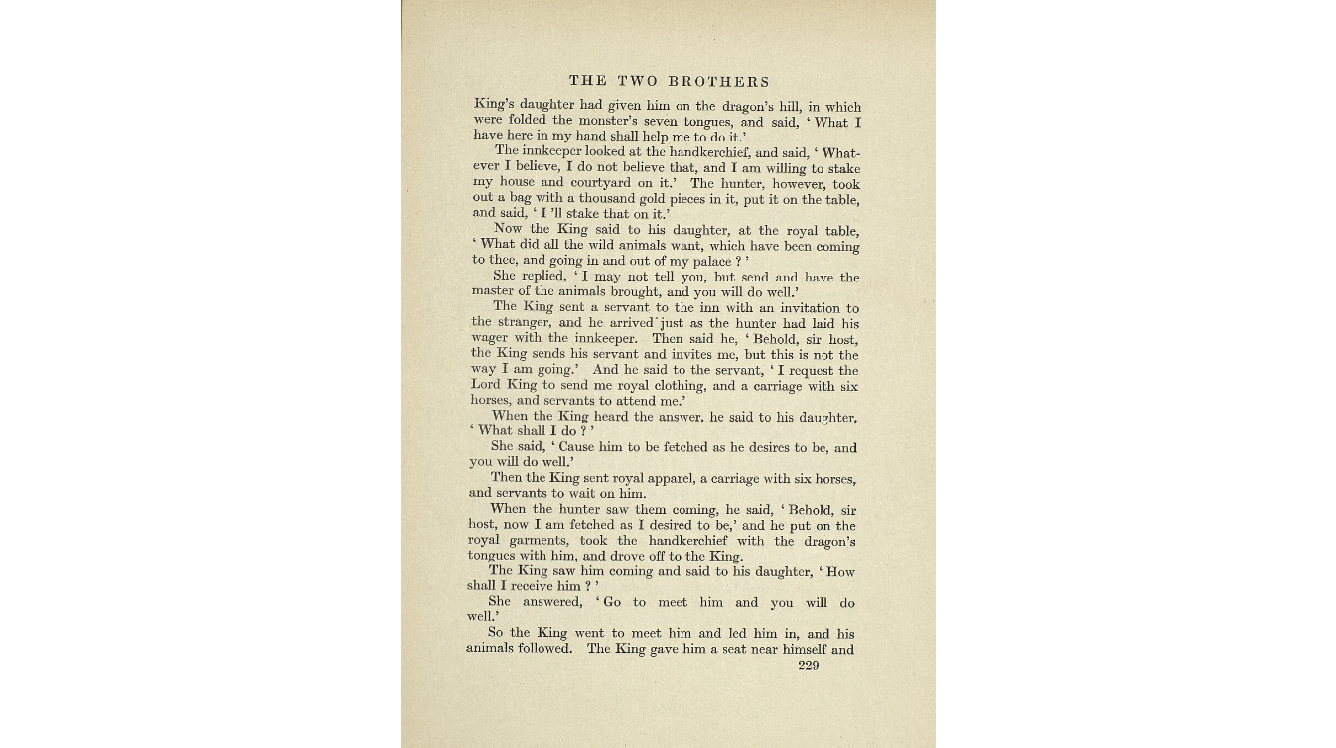 THE TWO BROTHERS
King's daughter had given him on the dragon's hill, in which
were folded the monster's seven tongues, and said, ‘ What I
have here in my hand shall help me to do it.’
The innkeeper looked at the handkerchief, and said, ‘ What-
ever I believe, I do not believe that, and I am willing to stake
my house and courtyard on it.’ The hunter, however, took
out a bag with a thousand gold pieces in it, put it on the table,
and said, ‘ I 'll stake that on it.’
Now the King said to his daughter, at the royal table,
‘ What did all the wild animals want, which have been coming
to thee, and going in and out of my palace ? ’
She replied, ‘ I may not tell you, but send and have the
master of the animals brought, and you will do well.’
The King sent a servant to the inn with an invitation to
the stranger, and he arrived just as the hunter had laid his
wager with the innkeeper. Then said he, ‘ Behold, sir host,
the King sends his servant and invites me, but this is not the
way I am going.’ And he said to the servant, ‘ I request the
Lord King to send me royal clothing, and a carriage with six
horses, and servants to attend me.’
When the King heard the answer, he said to his daughter,
‘ What shall I do ? ’
She said, ‘ Cause him to be fetched as he desires to be, and
you will do well.’
Then the King sent royal apparel, a carriage with six horses,
and servants to wait on him.
When the hunter saw them coming, he said, ‘ Behold, sir
host, now I am fetched as I desired to be,’ and he put on the
royal garments, took the handkerchief with the dragon's
tongues with him, and drove off to the King.
The King saw him coming and said to his daughter, ‘ How
shall I receive him ? ’
She answered, ‘ Go to meet him and you will do
well.’
So the King went to meet him and led him in, and his
animals followed. The King gave him a seat near himself and
229